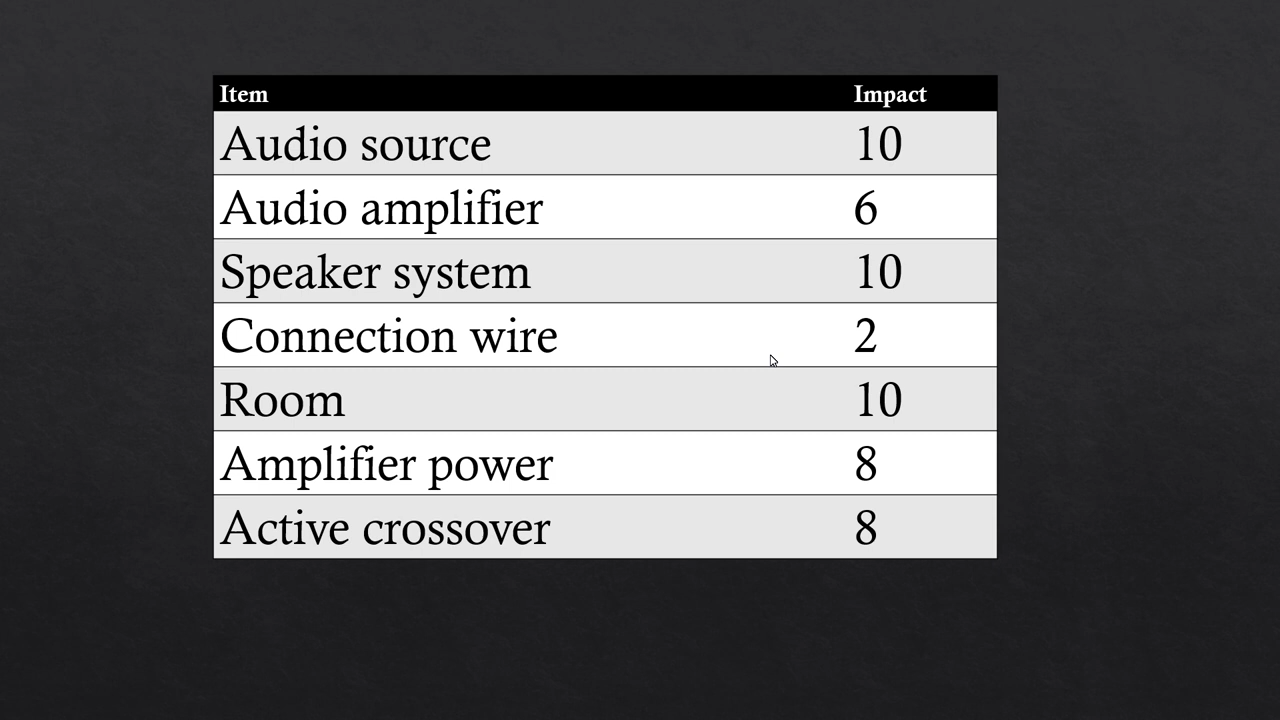 Item Impact
Audio source 10
Audio amplifier 6
Speaker system 10
Connection wire 2
Room 10
Amplifier power 8
Active crossover 8